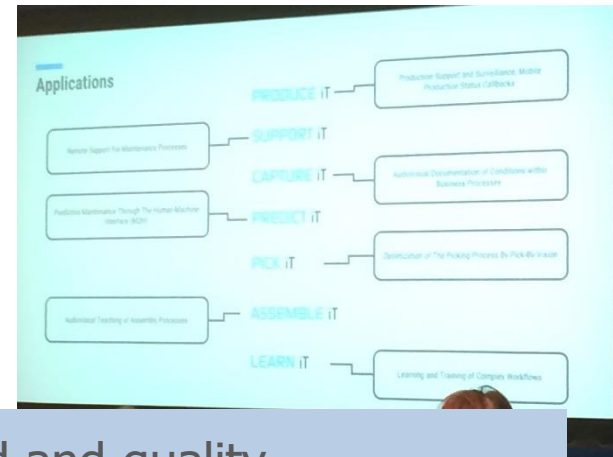 Applications
PRODUCE iT
Production Support and Surveillance, Mobile
Production Status Callbacks
SUPPORT iT
Remote Support For Maintenance Processes
CAPTURE iT
Audiovisual Documentation of Conditions within
Business Processes
PREDICT iT
Predictive Maintenance Through The Human-Machine
Interface (MQH)
PICK iT
Optimization of The Picking Process By Pick-By-Vision
ASSEMBLE iT
Audiovisual Teaching of Assembly Processes
LEARN iT
Learning and Training of Complex Workflows
and quality